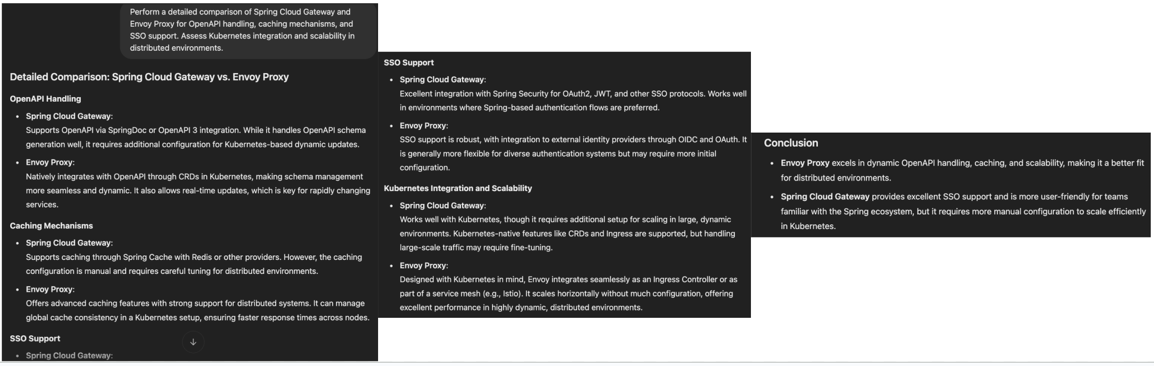 Perform a detailed comparison of Spring Cloud Gateway and
Envoy Proxy for OpenAPI handling, caching mechanisms, and
SSO support. Assess Kubernetes integration and scalability in
distributed environments.
Detailed Comparison: Spring Cloud Gateway vs. Envoy Proxy
OpenAPI Handling
• Spring Cloud Gateway:
Supports OpenAPI via SpringDoc or OpenAPI 3 integration. While it handles OpenAPI schema
generation well, it requires additional configuration for Kubernetes-based dynamic updates.
• Envoy Proxy:
Natively integrates with OpenAPI through CRDs in Kubernetes, making schema management
more seamless and dynamic. It also allows real-time updates, which is key for rapidly changing
services.
Caching Mechanisms
• Spring Cloud Gateway:
Supports caching through Spring Cache with Redis or other providers. However, the caching
configuration is manual and requires careful tuning for distributed environments.
• Envoy Proxy:
Offers advanced caching features with strong support for distributed systems. It can manage
global cache consistency in a Kubernetes setup, ensuring faster response times across nodes.
SSO Support
• Spring Cloud Gateway:
SSO Support
• Spring Cloud Gateway:
Excellent integration with Spring Security for OAuth2, JWT, and other SSO protocols. Works well
in environments where Spring-based authentication flows are preferred.
• Envoy Proxy:
SSO support is robust, with integration to external identity providers through OIDC and OAuth. It
is generally more flexible for diverse authentication systems but may require more initial
configuration.
Kubernetes Integration and Scalability
• Spring Cloud Gateway:
Works well with Kubernetes, though it requires additional setup for scaling in large, dynamic
environments. Kubernetes-native features like CRDs and Ingress are supported, but handling
large-scale traffic may require fine-tuning.
• Envoy Proxy:
Designed with Kubernetes in mind, Envoy integrates seamlessly as an Ingress Controller or as
part of a service mesh (e.g., Istio). It scales horizontally without much configuration, offering
excellent performance in highly dynamic, distributed environments.
Conclusion
• Envoy Proxy excels in dynamic OpenAPI handling, caching, and scalability, making it a better fit
for distributed environments.
• Spring Cloud Gateway provides excellent SSO support and is more user-friendly for teams
familiar with the Spring ecosystem, but it requires more manual configuration to scale efficiently
in Kubernetes.